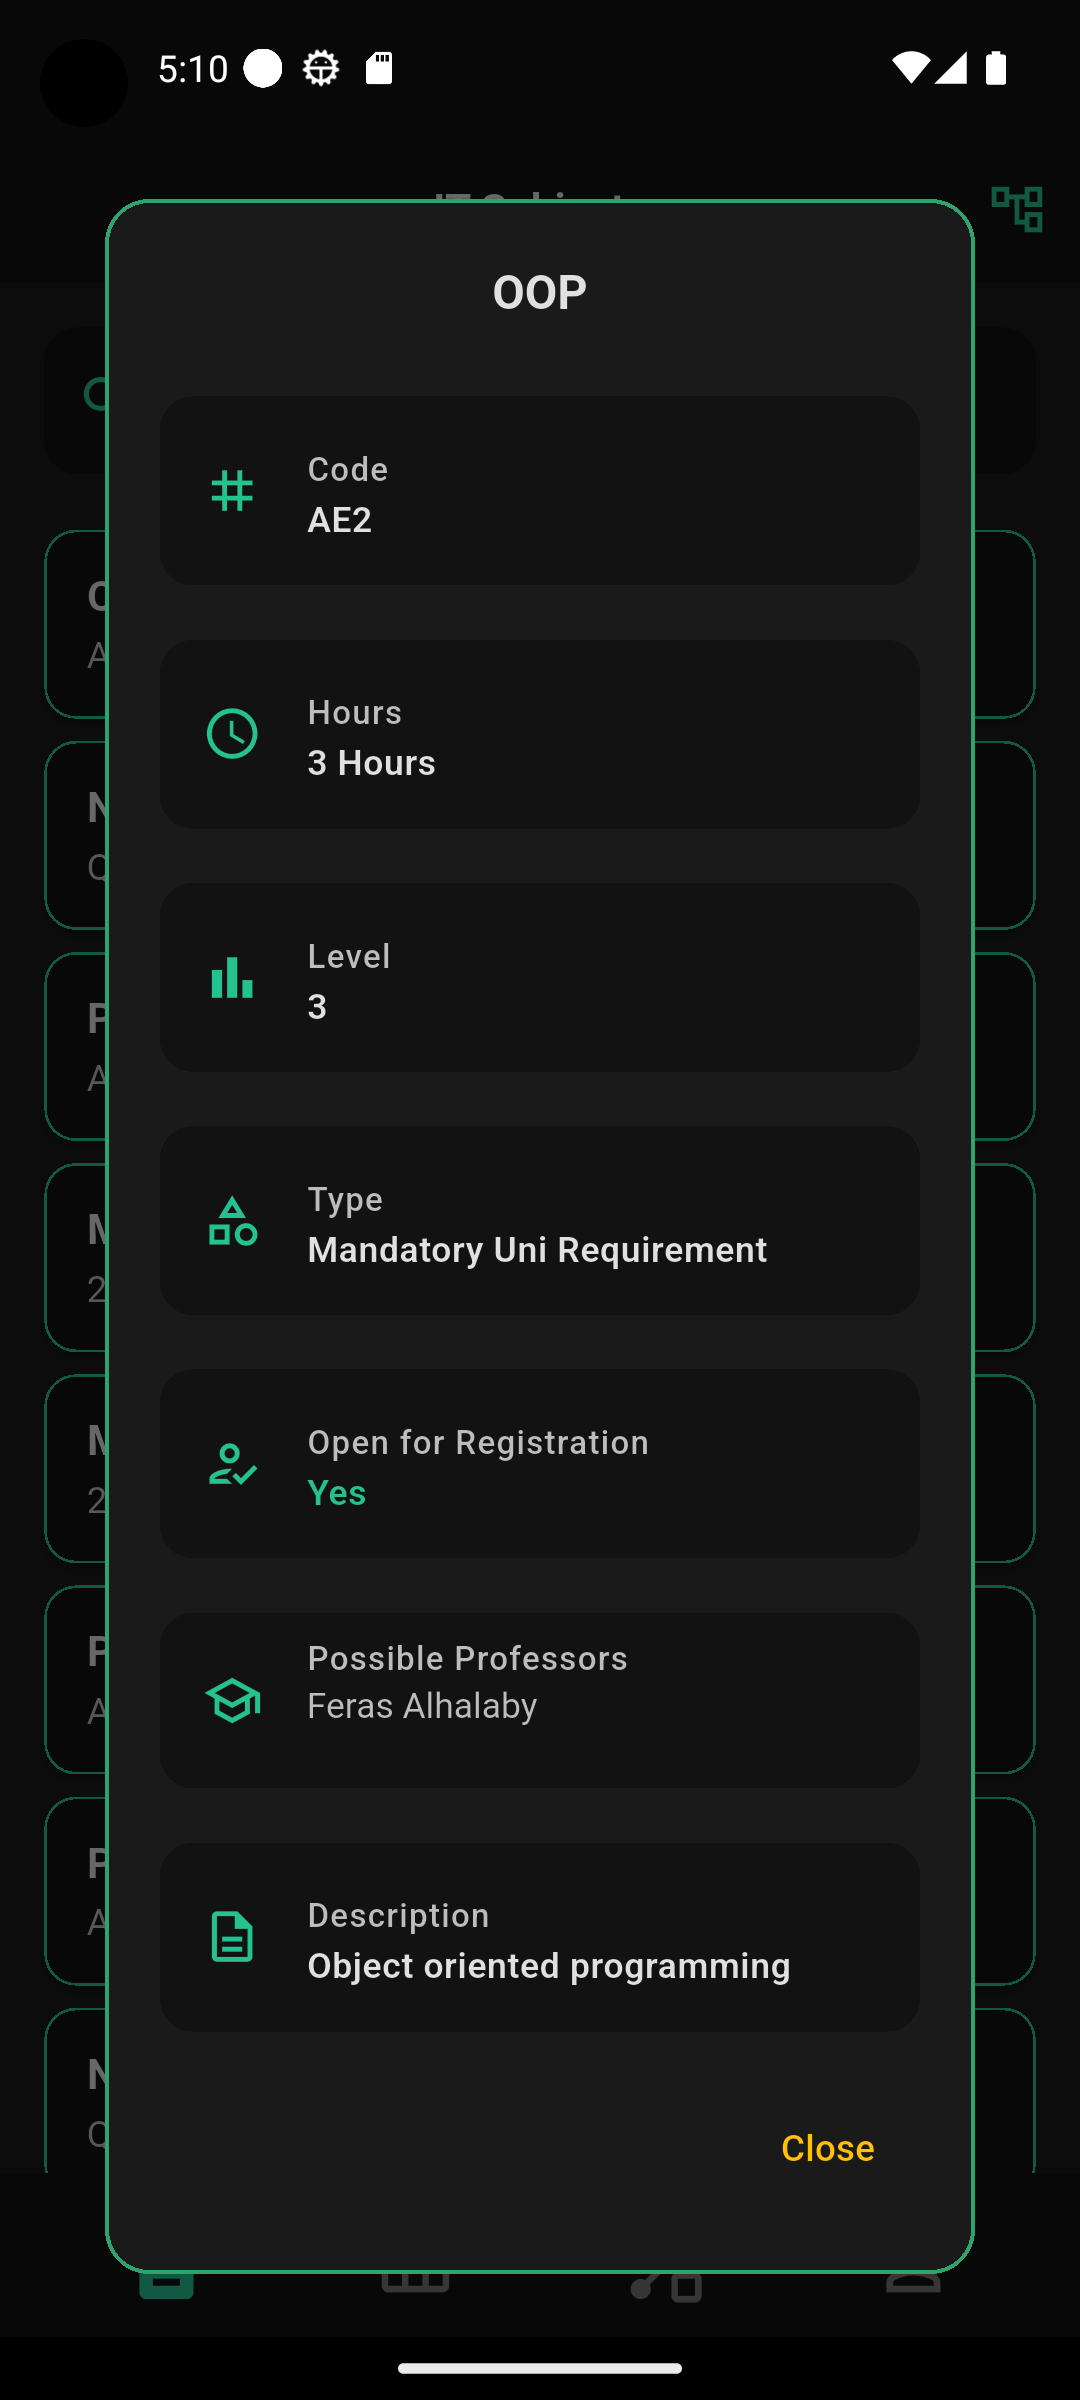 5:10
OOP
Code
AE2
Hours
3 Hours
Level
3
Type
Mandatory Uni Requirement
Open for Registration
Yes
Possible Professors
Feras Alhalaby
Description
Object oriented programming
Close